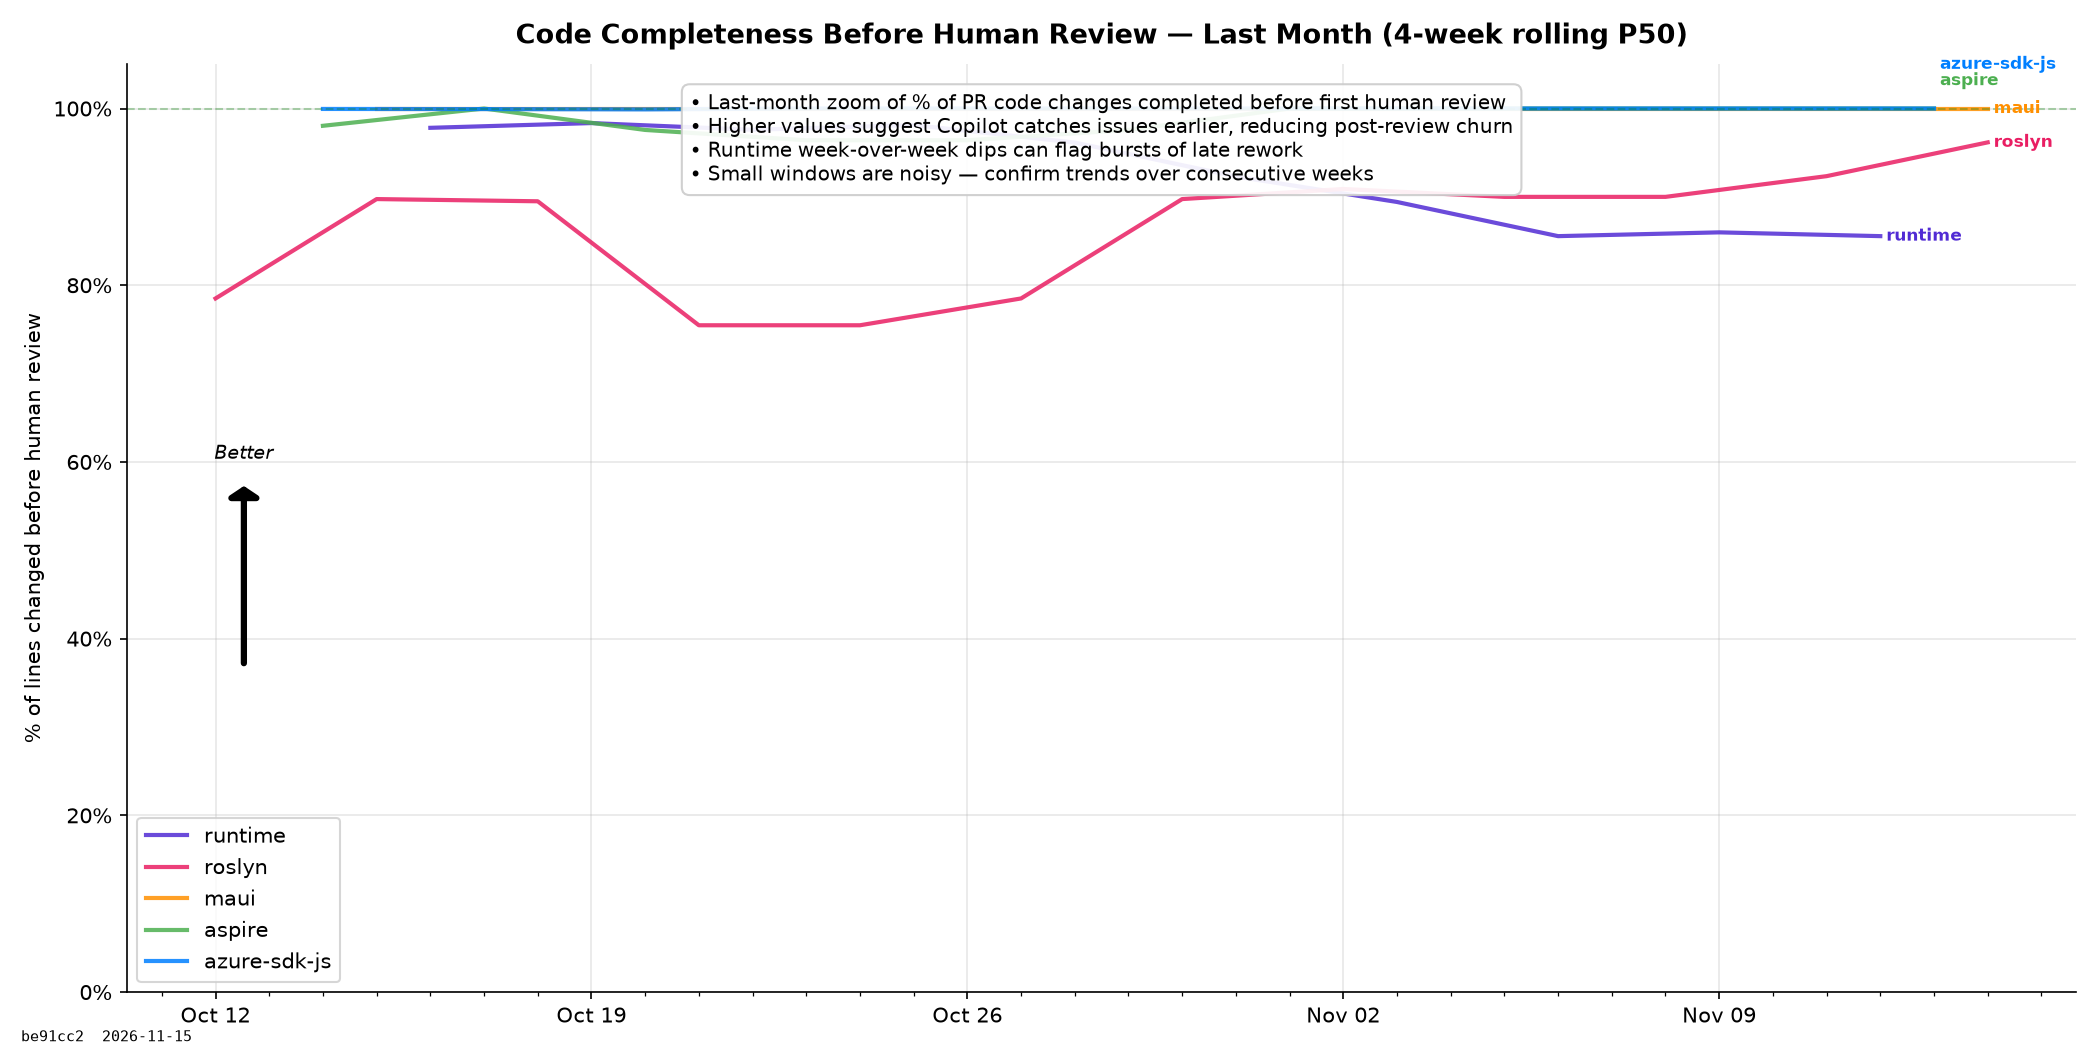 Code Completeness Before Human Review — Last Month (4-week rolling P50)
azure-sdk-js
aspire
maui
roslyn
runtime
• Last-month zoom of % of PR code changes completed before first human review
• Higher values suggest Copilot catches issues earlier, reducing post-review churn
• Runtime week-over-week dips can flag bursts of late rework
• Small windows are noisy — confirm trends over consecutive weeks
% of lines changed before human review
100%
80%
60%
40%
20%
0%
Better
runtime
roslyn
maui
aspire
azure-sdk-js
Oct 12
Oct 19
Oct 26
Nov 02
Nov 09
be91cc2 2026-11-15